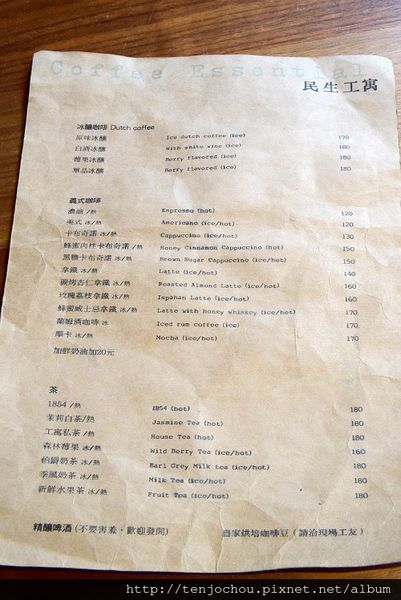 Coffee Essential
民生工寓
冰釀咖啡 Dutch coffee
原味冰釀 Ice dutch coffee (ice) 170
白酒冰釀 With white wine (ice) 180
莓果冰釀 Berry flavored (ice) 180
單品冰釀 Berry flavored (ice) 180
義式咖啡
濃縮 /熱 Espresso (hot) 120
美式 冰/熱 Americano (ice/hot) 120
卡布奇諾 冰/熱 Cappuccino (ice/hot) 130
蜂蜜肉桂卡布奇諾 /熱 Honey Cinnamon Cappuccino (hot) 150
黑糖卡布奇諾 冰/熱 Brown Sugar Cappuccino (ice/hot) 150
拿鐵 冰/熱 Latte (ice/hot) 140
碳烤杏仁拿鐵 冰/熱 Roasted Almond Latte (ice/hot) 160
玫瑰荔枝拿鐵 冰/熱 Ispahan Latte (ice/hot) 160
蜂蜜威士忌拿鐵 冰/熱 Latte with honey whiskey (ice/hot) 170
蘭姆酒咖啡 冰 Iced rum coffee (ice) 170
摩卡 冰/熱 Mocha (ice/hot) 170
加鮮奶油加20元
茶
1854 /熱 1854 (hot) 180
茉莉白茶/熱 Jasmine Tea (hot) 180
工寓私茶 /熱 House Tea (hot) 180
森林莓果 冰/熱 Wild Berry Tea (ice/hot) 160
伯爵奶茶 冰/熱 Earl Grey Milk tea (ice/hot) 180
季風奶茶 冰/熱 Milk Tea (ice/hot) 180
新鮮水果茶 冰/熱 Fruit Tea (ice/hot) 180
精釀啤酒 (不要害羞，歡迎發問) 自家烘培咖啡豆 (請洽現場工友)
http://tenjochou.pixnet.net/album